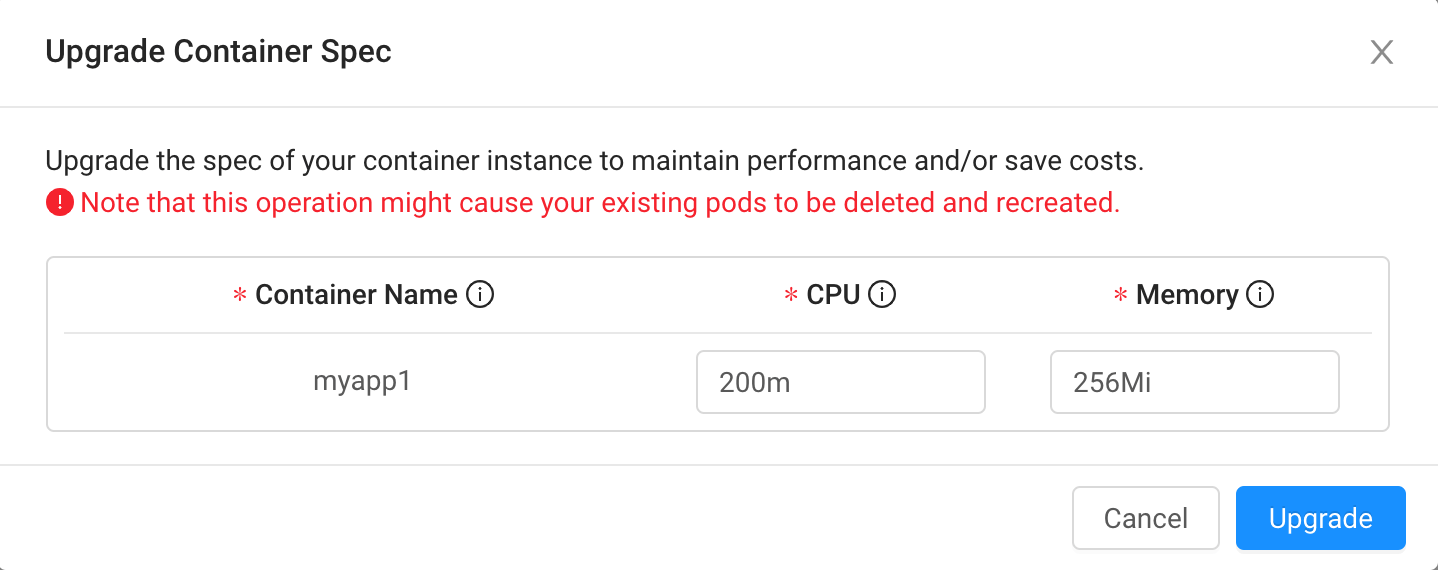 Upgrade Container Spec
Upgrade the spec of your container instance to maintain performance and/or save costs.
! Note that this operation might cause your existing pods to be deleted and recreated.
* Container Name i * CPU i * Memory i
myapp1 200m 256Mi
Cancel Upgrade